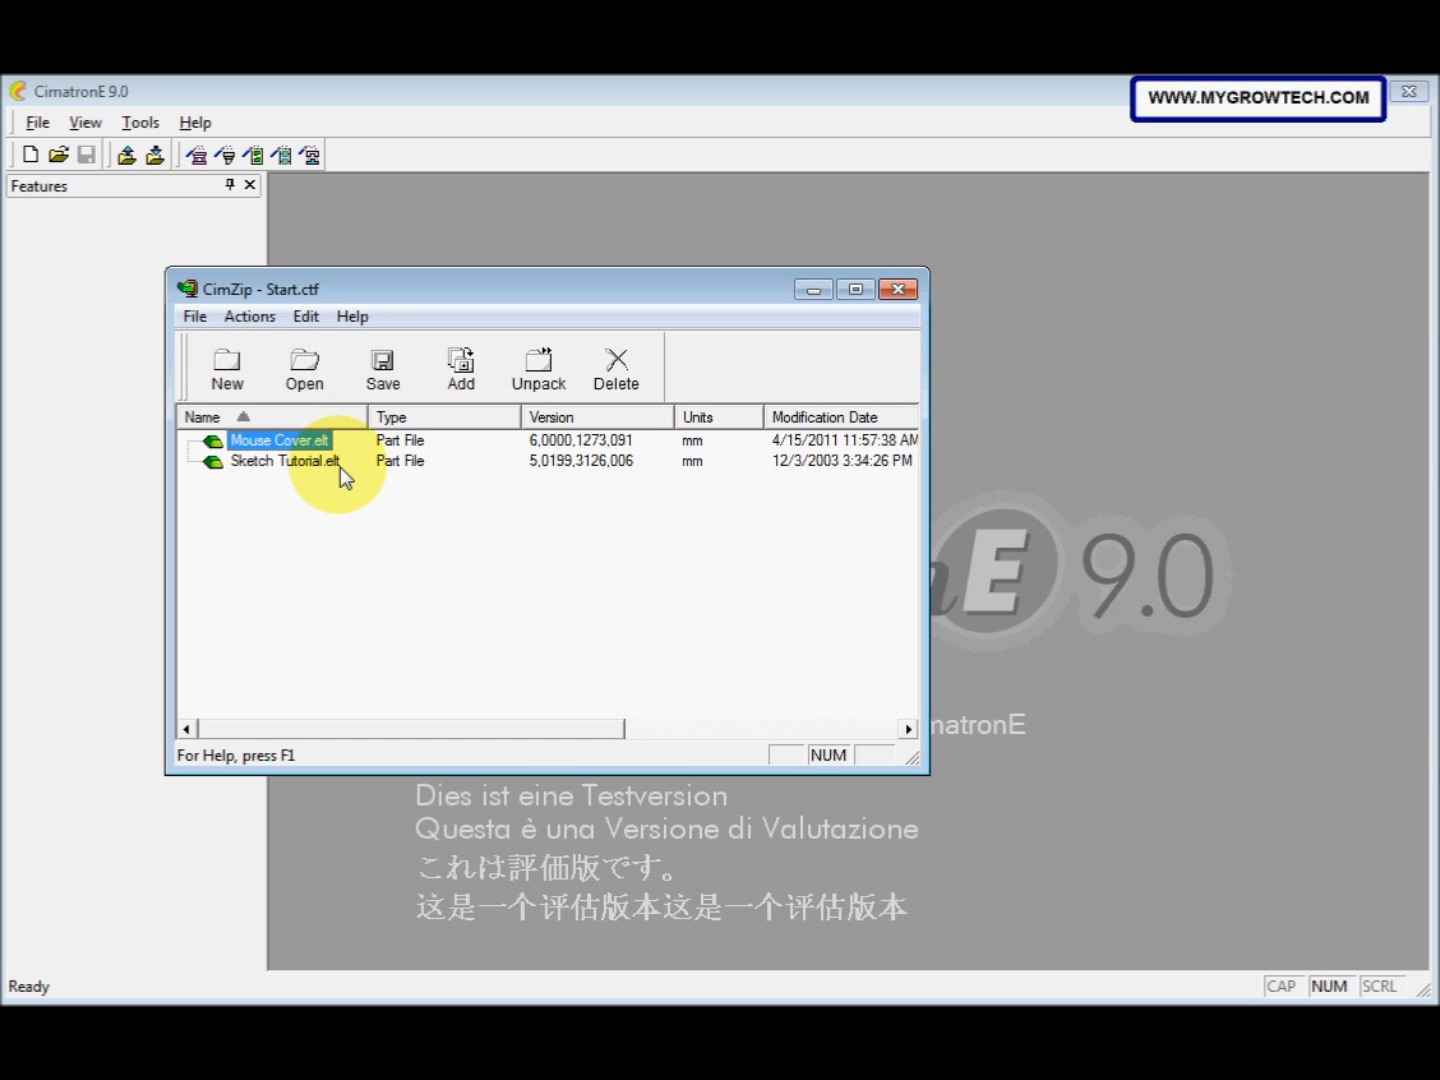 CimatronE 9.0
WWW.MYGROWTECH.COM
File View Tools Help
Features
CimZip - Start.ctf
File Actions Edit Help
New Open Save Add Unpack Delete
Name Type Version Units Modification Date
Mouse Cover.elt Part File 6,0000,1273,091 mm 4/15/2011 11:57:38 AM
Sketch Tutorial.elt Part File 5,0199,3126,006 mm 12/3/2003 3:34:26 PM
E 9.0
matronE
For Help, press F1 NUM
Dies ist eine Testversion
Questa è una Versione di Valutazione
これは評価版です。
这是一个评估版本这是一个评估版本
Ready CAP NUM SCRL